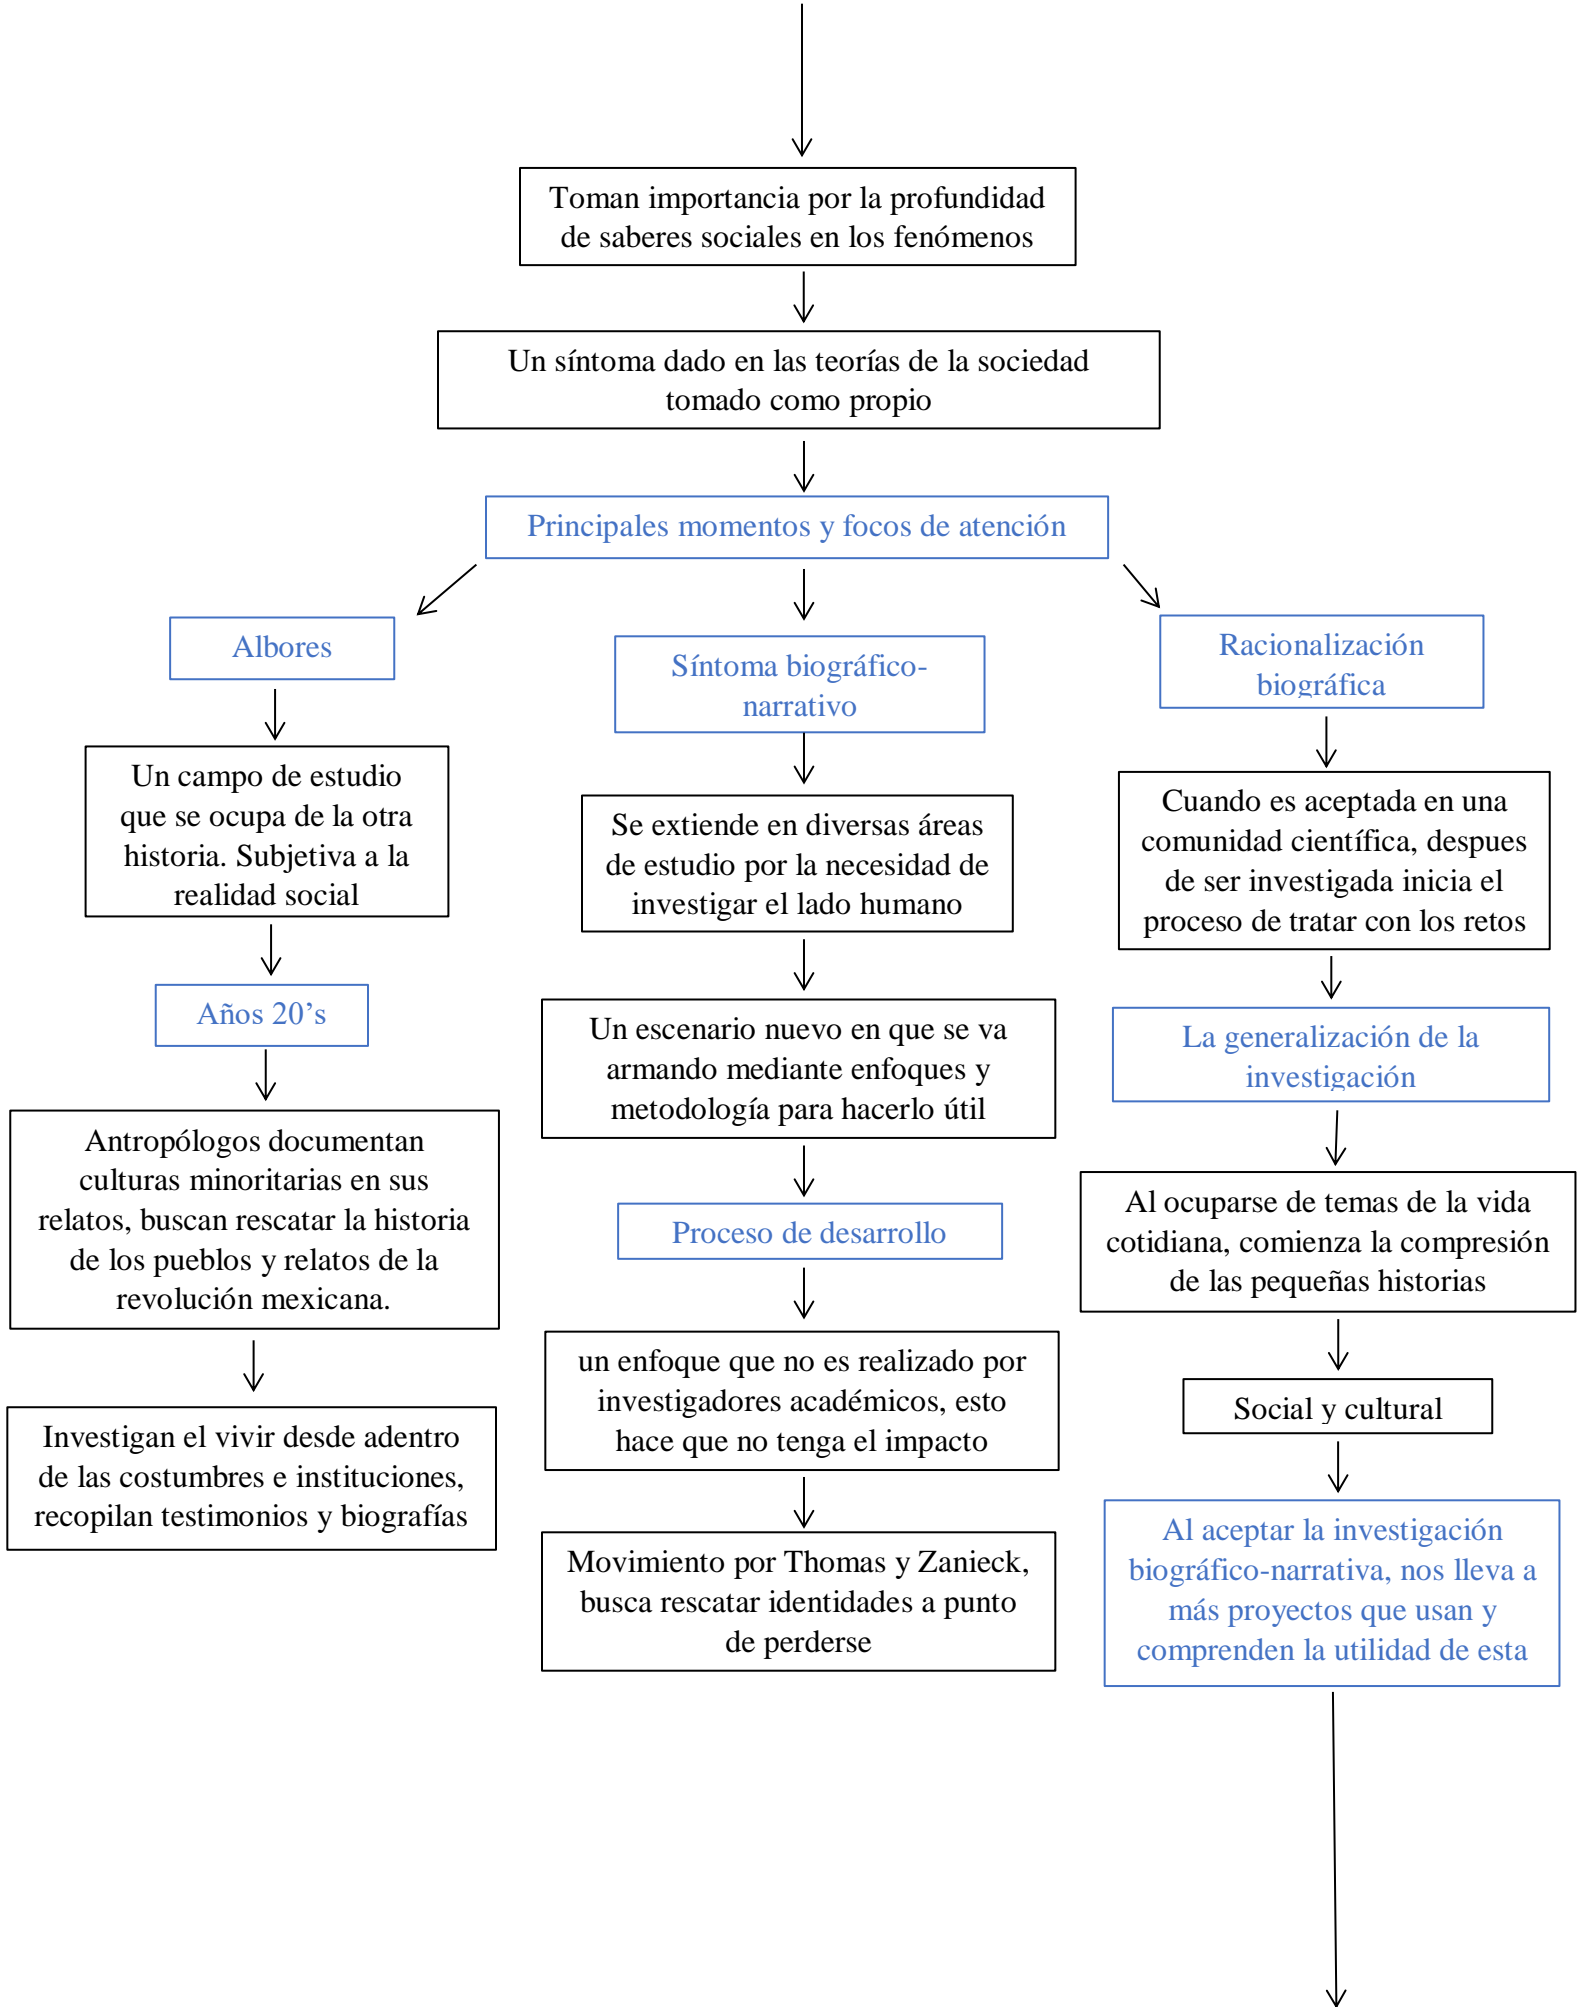 Toman importancia por la profundidad
de saberes sociales en los fenómenos
Un síntoma dado en las teorías de la sociedad
tomado como propio
Principales momentos y focos de atención
Albores
Un campo de estudio
que se ocupa de la otra
historia. Subjetiva a la
realidad social
Años 20’s
Antropólogos documentan
culturas minoritarias en sus
relatos, buscan rescatar la historia
de los pueblos y relatos de la
revolución mexicana.
Investigan el vivir desde adentro
de las costumbres e instituciones,
recopilan testimonios y biografías
Síntoma biográfico-
narrativo
Se extiende en diversas áreas
de estudio por la necesidad de
investigar el lado humano
Un escenario nuevo en que se va
armando mediante enfoques y
metodología para hacerlo útil
Proceso de desarrollo
un enfoque que no es realizado por
investigadores académicos, esto
hace que no tenga el impacto
Movimiento por Thomas y Zanieck,
busca rescatar identidades a punto
de perderse
Racionalización
biográfica
Cuando es aceptada en una
comunidad científica, despues
de ser investigada inicia el
proceso de tratar con los retos
La generalización de la
investigación
Al ocuparse de temas de la vida
cotidiana, comienza la compresión
de las pequeñas historias
Social y cultural
Al aceptar la investigación
biográfico-narrativa, nos lleva a
más proyectos que usan y
comprenden la utilidad de esta